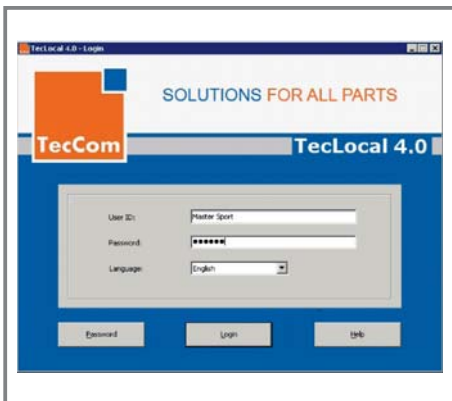 TecLocal 4.0 - Login
SOLUTIONS FOR ALL PARTS
TecCom
TecLocal 4.0
User ID: Master Sport
Password: ●●●●●●
Language: English
Password Login Help